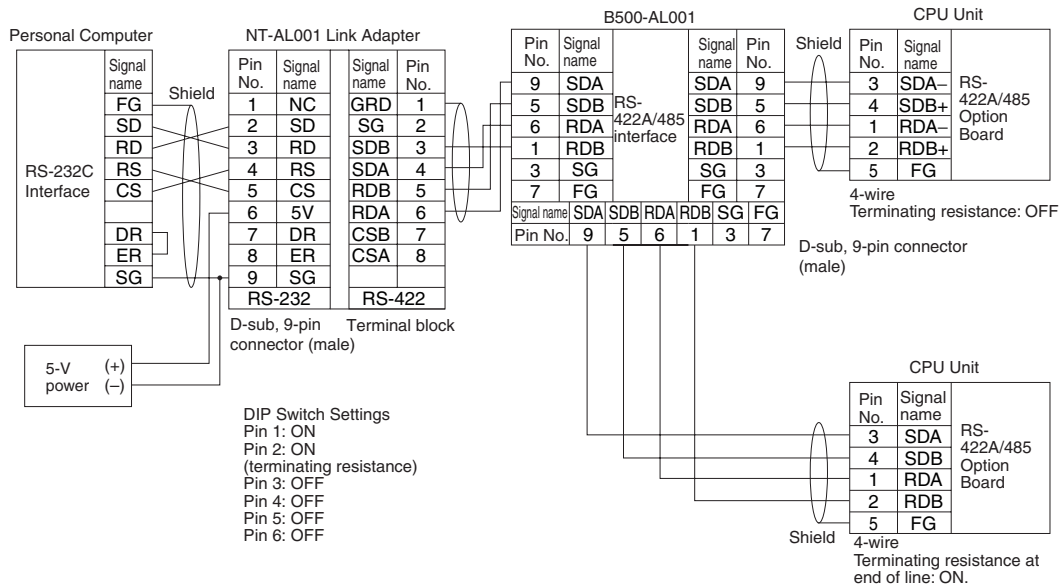 Personal Computer
RS-232C
Interface
Signal
name
FG
SD
RD
RS
CS
DR
ER
SG
Shield
NT-AL001 Link Adapter
Pin
No.
Signal
name
1 NC
2 SD
3 RD
4 RS
5 CS
6 5V
7 DR
8 ER
9 SG
RS-232
Signal
name
Pin
No.
GRD 1
SG 2
SDB 3
SDA 4
RDB 5
RDA 6
CSB 7
CSA 8
RS-422
D-sub, 9-pin
connector (male)
Terminal block
5-V
power
(+)
(–)
DIP Switch Settings
Pin 1: ON
Pin 2: ON
(terminating resistance)
Pin 3: OFF
Pin 4: OFF
Pin 5: OFF
Pin 6: OFF
B500-AL001
Pin
No.
Signal
name
9 SDA
5 SDB
6 RDA
1 RDB
3 SG
7 FG
RS-
422A/485
interface
Signal
name
Pin
No.
SDA 9
SDB 5
RDA 6
RDB 1
SG 3
FG 7
Signal name SDA SDB RDA RDB SG FG
Pin No. 9 5 6 1 3 7
Shield
CPU Unit
Pin
No.
Signal
name
3 SDA–
4 SDB+
1 RDA–
2 RDB+
5 FG
RS-
422A/485
Option
Board
4-wire
Terminating resistance: OFF
D-sub, 9-pin connector
(male)
CPU Unit
Pin
No.
Signal
name
3 SDA
4 SDB
1 RDA
2 RDB
5 FG
RS-
422A/485
Option
Board
Shield
4-wire
Terminating resistance at
end of line: ON.